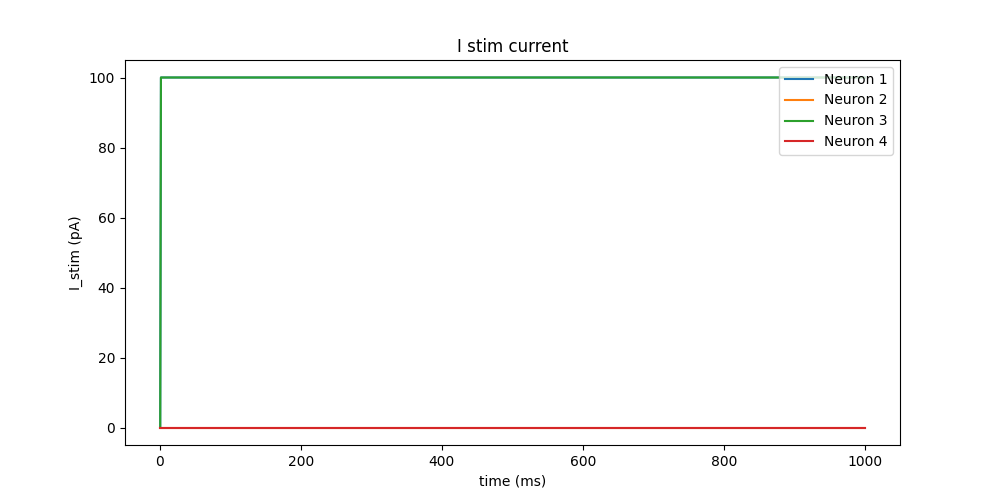 I stim current
100
80
60
40
20
0
I_stim (pA)
Neuron 1
Neuron 2
Neuron 3
Neuron 4
0 200 400 600 800 1000
time (ms)